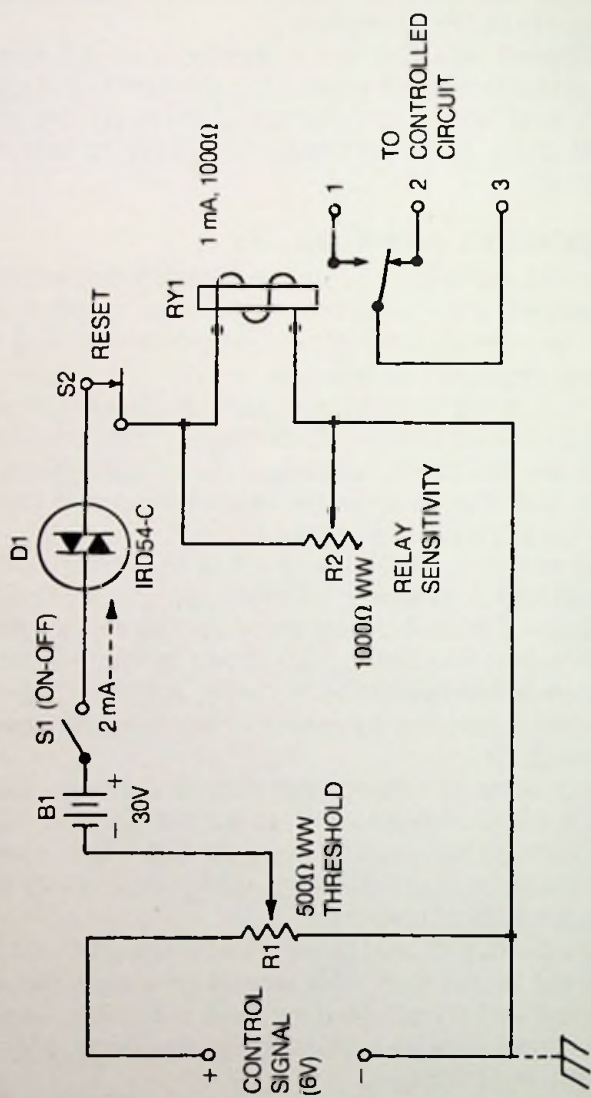 S1 (ON-OFF)
B1
−
+
30V
2 mA
D1
IRD54-C
S2
RESET
RY1
1 mA, 1000Ω
R2
1000Ω WW
RELAY
SENSITIVITY
R1
500Ω WW
THRESHOLD
+
CONTROL
SIGNAL
(6V)
−
1
2
3
TO
CONTROLLED
CIRCUIT